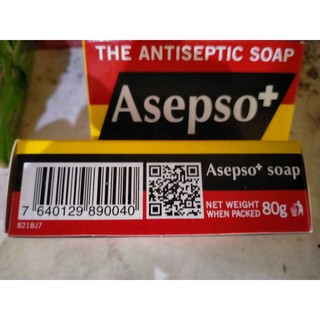 THE ANTISEPTIC SOAP
Asepso+
Asepso+ soap
NET WEIGHT
WHEN PACKED 80g
7 640129 890040
821BJ7